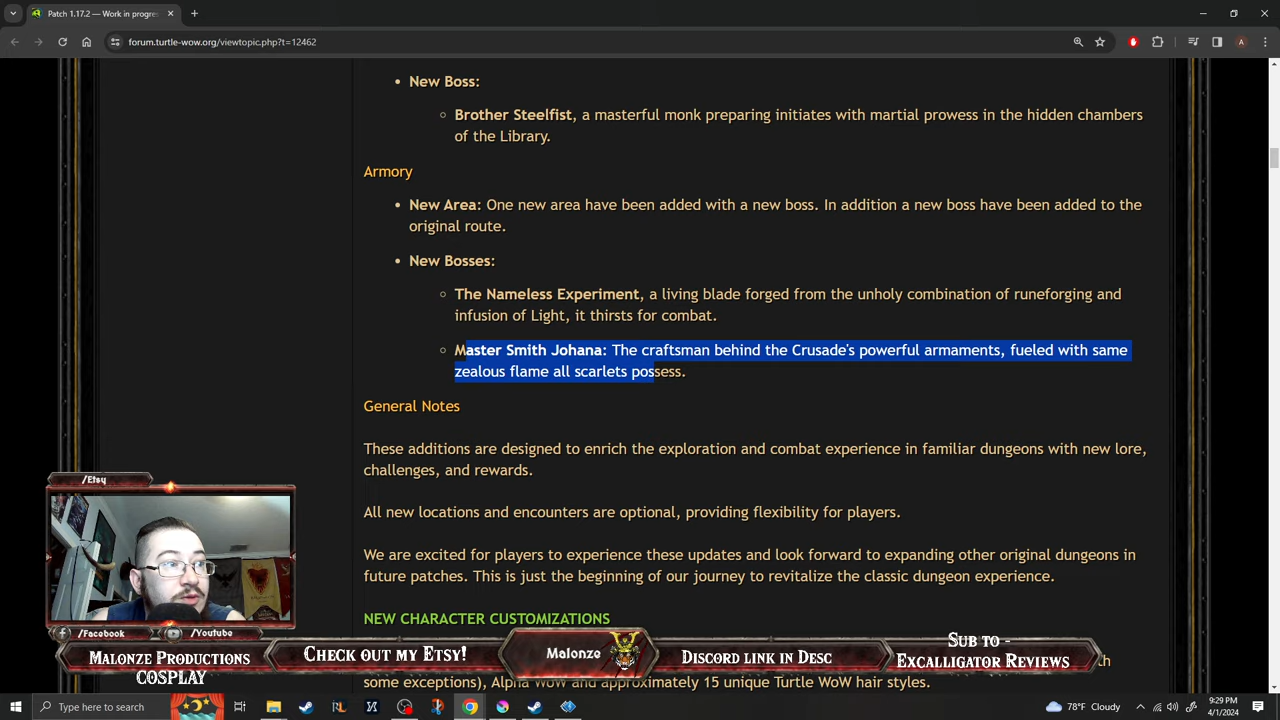 Patch 1.17.2 — Work in progres
forum.turtle-wow.org/viewtopic.php?t=12462
A
• New Boss:
Brother Steelfist, a masterful monk preparing initiates with martial prowess in the hidden chambers
of the Library.
Armory
• New Area: One new area have been added with a new boss. In addition a new boss have been added to the
original route.
• New Bosses:
The Nameless Experiment, a living blade forged from the unholy combination of runeforging and
infusion of Light, it thirsts for combat.
Master Smith Johana: The craftsman behind the Crusade's powerful armaments, fueled with same
zealous flame all scarlets possess.
General Notes
These additions are designed to enrich the exploration and combat experience in familiar dungeons with new lore,
challenges, and rewards.
All new locations and encounters are optional, providing flexibility for players.
We are excited for players to experience these updates and look forward to expanding other original dungeons in
future patches. This is just the beginning of our journey to revitalize the classic dungeon experience.
NEW CHARACTER CUSTOMIZATIONS
some exceptions), Alpha WoW and approximately 15 unique Turtle WoW hair styles.
/Etsy
/Facebook
/Youtube
Malonze Productions
Cosplay
Check out my Etsy!
Malonze
Discord link in Desc
Sub to -
Excalligator Reviews
Type here to search
78°F Cloudy
9:29 PM
4/1/2024